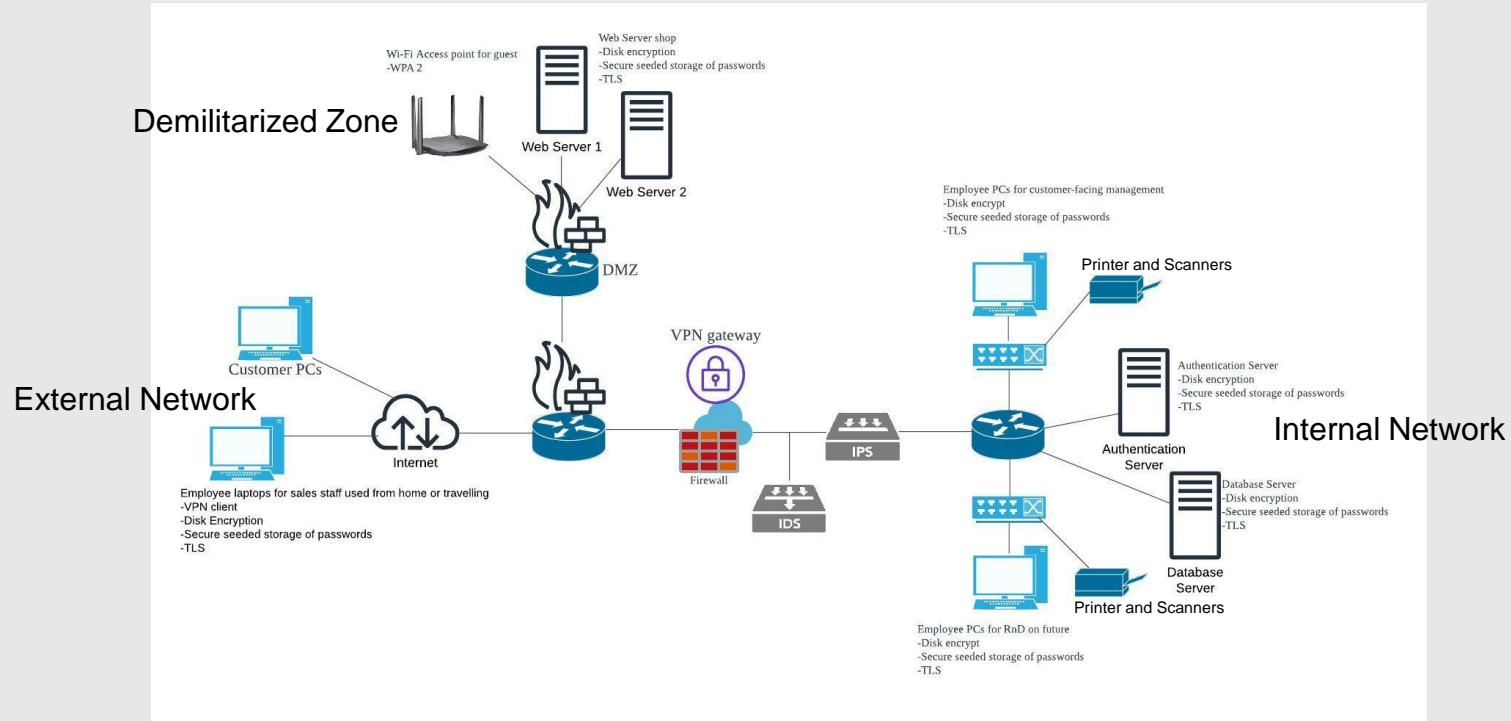 Web Server shop
-Disk encryption
-Secure seeded storage of passwords
-TLS
Wi-Fi Access point for guest
-WPA 2
Demilitarized Zone
Web Server 1
Web Server 2
DMZ
Employee PCs for customer-facing management
-Disk encrypt
-Secure seeded storage of passwords
-TLS
Printer and Scanners
VPN gateway
Customer PCs
External Network
Internet
Firewall
IPS
IDS
Employee laptops for sales staff used from home or travelling
-VPN client
-Disk Encryption
-Secure seeded storage of passwords
-TLS
Authentication Server
-Disk encryption
-Secure seeded storage of passwords
-TLS
Authentication
Server
Internal Network
Database Server
-Disk encryption
-Secure seeded storage of passwords
-TLS
Database
Server
Printer and Scanners
Employee PCs for RnD on future
-Disk encrypt
-Secure seeded storage of passwords
-TLS